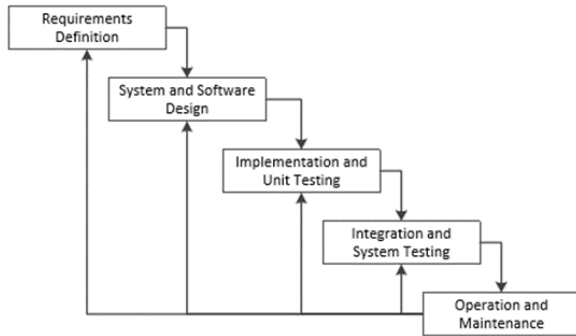 Requirements
Definition
System and Software
Design
Implementation and
Unit Testing
Integration and
System Testing
Operation and
Maintenance